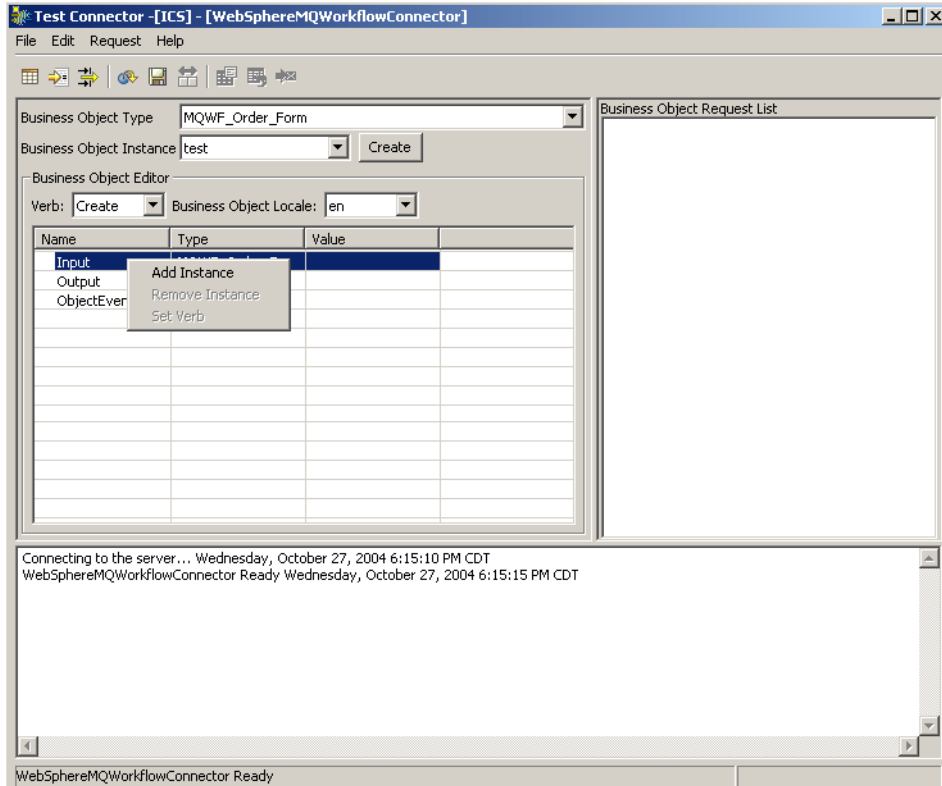 Test Connector -[ICS] - [WebSphereMQWorkflowConnector]
File Edit Request Help
Business Object Type MQWF_Order_Form
Business Object Instance test Create
Business Object Editor
Verb: Create Business Object Locale: en
Name Type Value
Input
Add Instance
Output
Remove Instance
ObjectEver
Set Verb
Business Object Request List
Connecting to the server... Wednesday, October 27, 2004 6:15:10 PM CDT
WebSphereMQWorkflowConnector Ready Wednesday, October 27, 2004 6:15:15 PM CDT
WebSphereMQWorkflowConnector Ready